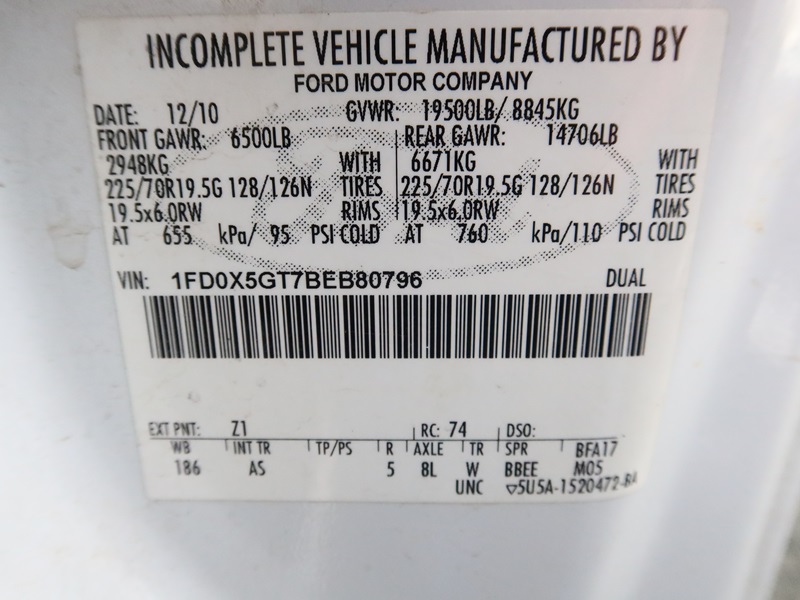 INCOMPLETE VEHICLE MANUFACTURED BY
FORD MOTOR COMPANY
DATE: 12/10 GVWR: 19500LB/ 8845KG
FRONT GAWR: 6500LB REAR GAWR: 14706LB
2948KG WITH 6671KG WITH
225/70R19.5G 128/126N TIRES 225/70R19.5G 128/126N TIRES
19.5x6.0RW RIMS 19.5x6.0RW RIMS
AT 655 kPa/ 95 PSI COLD AT 760 kPa/110 PSI COLD
VIN: 1FD0X5GT7BEB80796 DUAL
EXT PNT: Z1 RC: 74 DSO:
WB INT TR TP/PS R AXLE TR SPR BFA17
186 AS 5 8L W BBEE M05
UNC ▽5U5A-1520472-BA